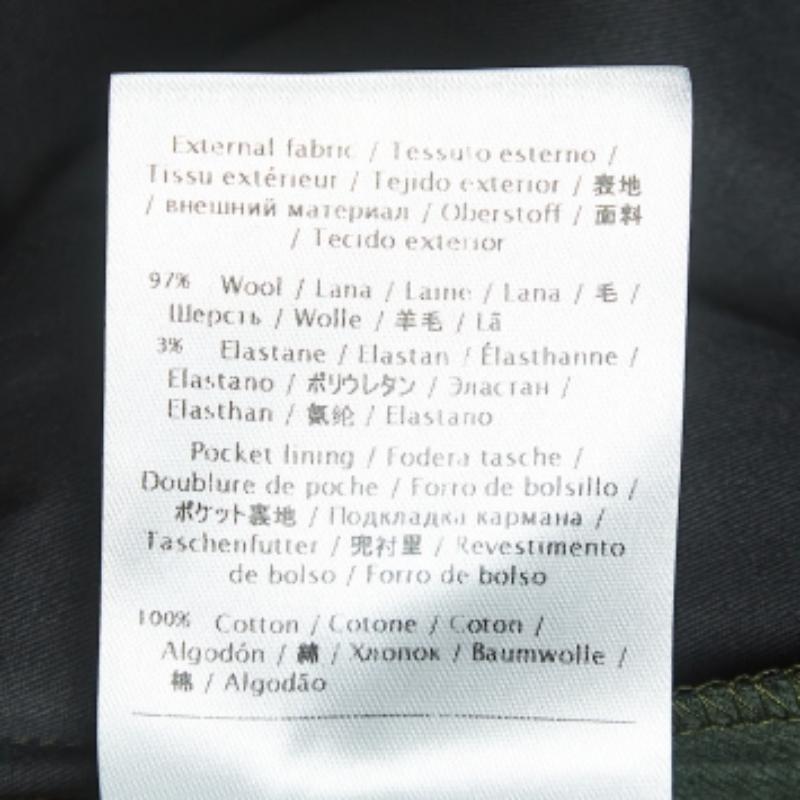 External fabric / Tessuto esterno /
Tissu extérieur / Tejido exterior / 表地
/ внешний материал / Oberstoff / 面料
/ Tecido exterior
97% Wool / Lana / Laine / Lana / 毛 /
Шерсть / Wolle / 羊毛 / Lã
3% Elastane / Elastan / Élasthanne /
Elastano / ポリウレタン / Эластан /
Elasthan / 氨纶 / Elastano
Pocket lining / Fodera tasche /
Doublure de poche / Forro de bolsillo /
ポケット裏地 / Подкладка кармана /
Taschenfutter / 兜衬里 / Revestimento
de bolso / Forro de bolso
100% Cotton / Cotone / Coton /
Algodón / 綿 / Хлопок / Baumwolle /
棉 / Algodão